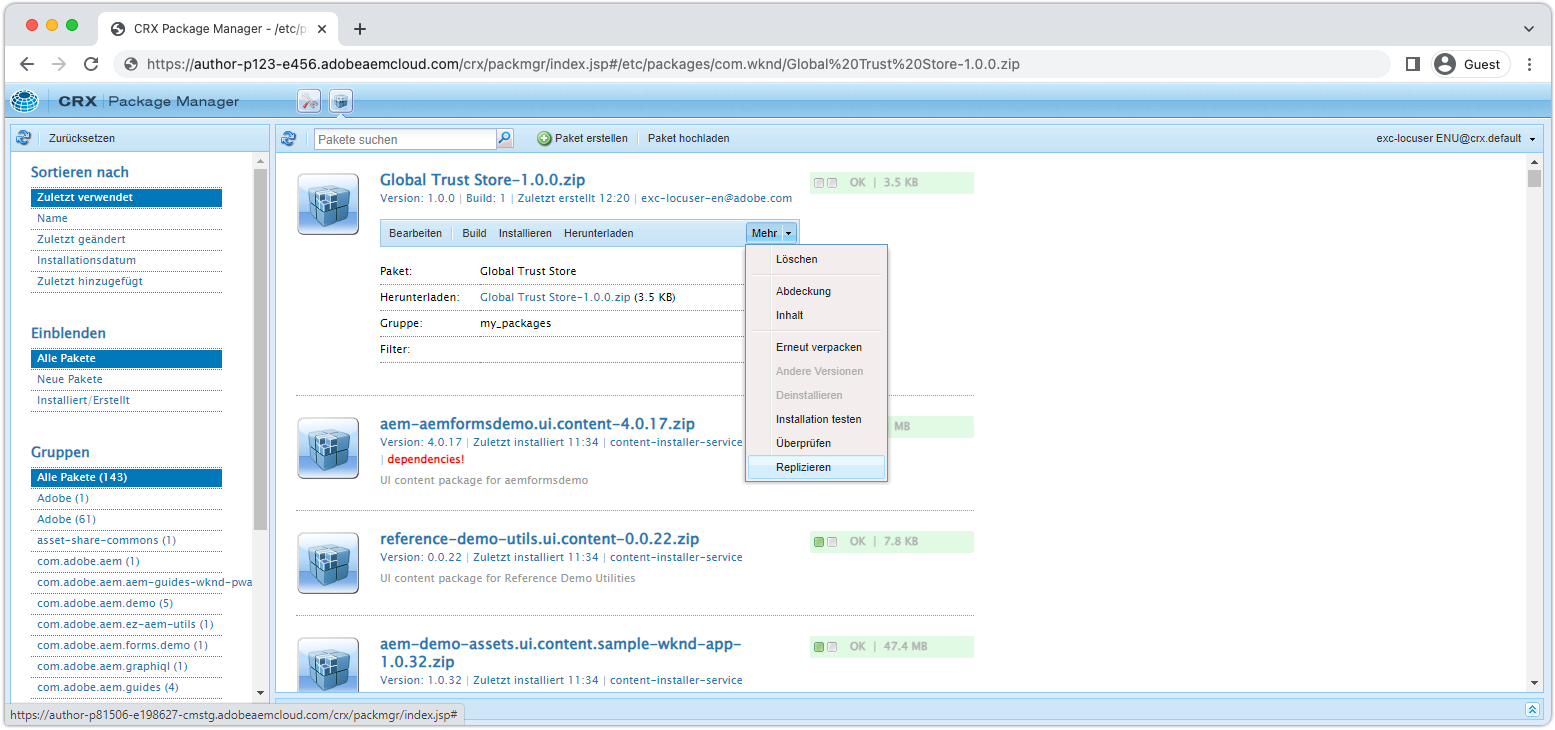 CRX Package Manager - /etc/p
https://author-p123-e456.adobeaemcloud.com/crx/packmgr/index.jsp#/etc/packages/com.wknd/Global%20Trust%20Store-1.0.0.zip
Guest
CRX Package Manager
Zurücksetzen
Sortieren nach
Zuletzt verwendet
Name
Zuletzt geändert
Installationsdatum
Zuletzt hinzugefügt
Einblenden
Alle Pakete
Neue Pakete
Installiert/Erstellt
Gruppen
Alle Pakete (143)
Adobe (1)
Adobe (61)
asset-share-commons (1)
com.adobe.aem (1)
com.adobe.aem.aem-guides-wknd-pwa
com.adobe.aem.demo (5)
com.adobe.aem.ez-aem-utils (1)
com.adobe.aem.forms.demo (1)
com.adobe.aem.graphiql (1)
com.adobe.aem.guides (4)
Pakete suchen
Paket erstellen
Paket hochladen
exc-locuser ENU@crx.default
Global Trust Store-1.0.0.zip
OK | 3.5 KB
Version: 1.0.0 | Build: 1 | Zuletzt erstellt 12:20 | exc-locuser-en@adobe.com
Bearbeiten Build Installieren Herunterladen Mehr
Paket: Global Trust Store
Herunterladen: Global Trust Store-1.0.0.zip (3.5 KB)
Gruppe: my_packages
Filter:
Löschen
Abdeckung
Inhalt
Erneut verpacken
Andere Versionen
Deinstallieren
Installation testen
Überprüfen
Replizieren
aem-aemformsdemo.ui.content-4.0.17.zip
MB
Version: 4.0.17 | Zuletzt installiert 11:34 | content-installer-service
| dependencies!
UI content package for aemformsdemo
reference-demo-utils.ui.content-0.0.22.zip
OK | 7.8 KB
Version: 0.0.22 | Zuletzt installiert 11:34 | content-installer-service
UI content package for Reference Demo Utilities
aem-demo-assets.ui.content.sample-wknd-app-
1.0.32.zip
OK | 47.4 MB
Version: 1.0.32 | Zuletzt installiert 11:34 | content-installer-service
https://author-p81506-e198627-cmstg.adobeaemcloud.com/crx/packmgr/index.jsp#